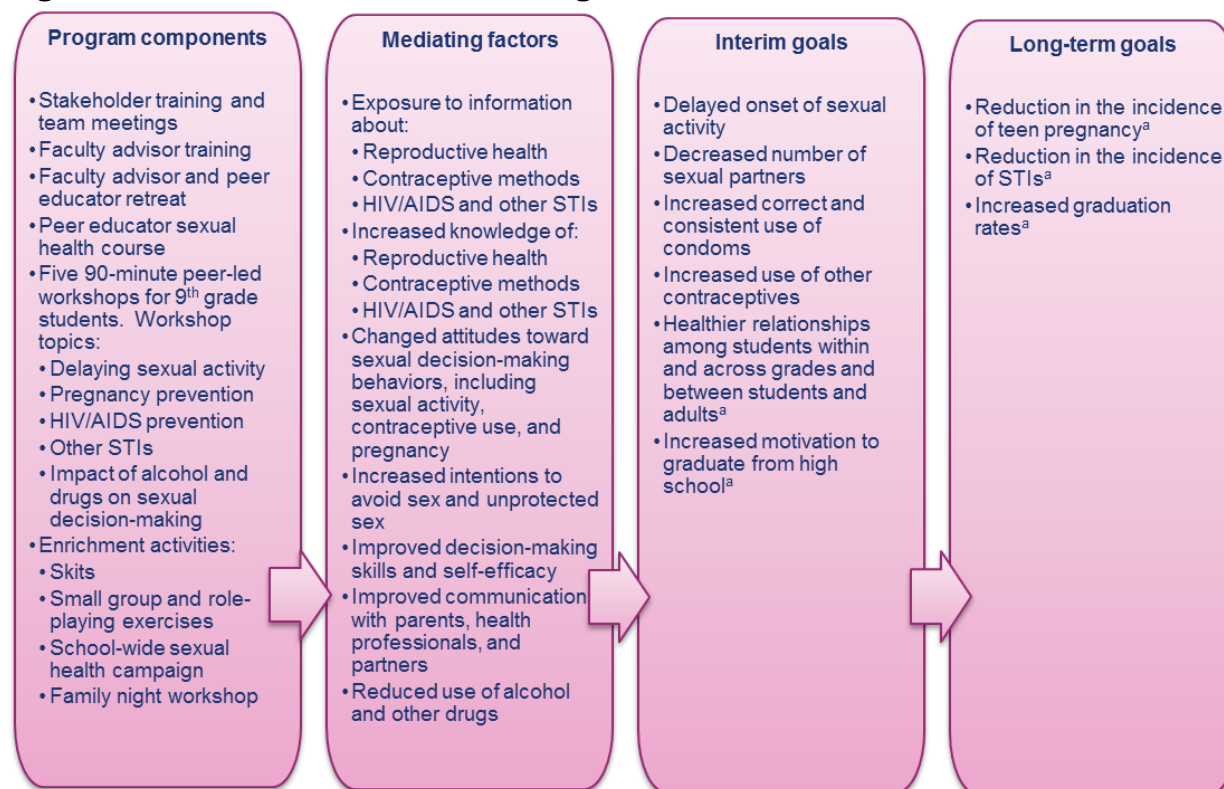 Program components
• Stakeholder training and
team meetings
• Faculty advisor training
• Faculty advisor and peer
educator retreat
• Peer educator sexual
health course
• Five 90-minute peer-led
workshops for 9th grade
students. Workshop
topics:
• Delaying sexual activity
• Pregnancy prevention
• HIV/AIDS prevention
• Other STIs
• Impact of alcohol and
drugs on sexual
decision-making
• Enrichment activities:
• Skits
• Small group and role-
playing exercises
• School-wide sexual
health campaign
• Family night workshop
Mediating factors
• Exposure to information
about:
• Reproductive health
• Contraceptive methods
• HIV/AIDS and other STIs
• Increased knowledge of:
• Reproductive health
• Contraceptive methods
• HIV/AIDS and other STIs
• Changed attitudes toward
sexual decision-making
behaviors, including
sexual activity,
contraceptive use, and
pregnancy
• Increased intentions to
avoid sex and unprotected
sex
• Improved decision-making
skills and self-efficacy
• Improved communication
with parents, health
professionals, and
partners
• Reduced use of alcohol
and other drugs
Interim goals
• Delayed onset of sexual
activity
• Decreased number of
sexual partners
• Increased correct and
consistent use of
condoms
• Increased use of other
contraceptives
• Healthier relationships
among students within
and across grades and
between students and
adultsa
• Increased motivation to
graduate from high
schoola
Long-term goals
• Reduction in the incidence
of teen pregnancya
• Reduction in the incidence
of STIsa
• Increased graduation
ratesa